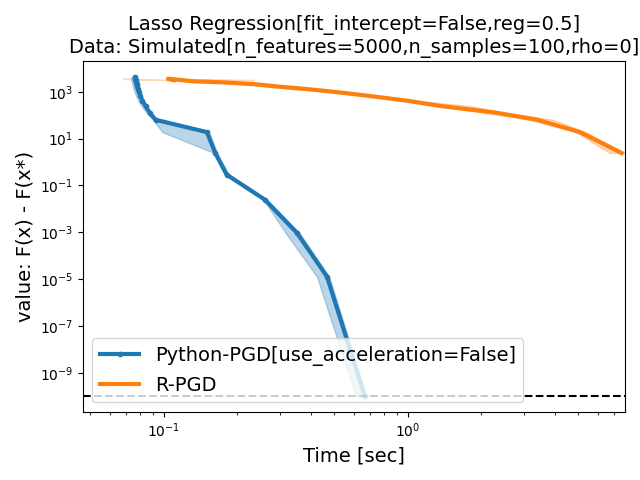 Lasso Regression[fit_intercept=False,reg=0.5]
Data: Simulated[n_features=5000,n_samples=100,rho=0]
value: F(x) - F(x*)
10^3
10^1
10^-1
10^-3
10^-5
10^-7
10^-9
Python-PGD[use_acceleration=False]
R-PGD
10^-1
10^0
Time [sec]